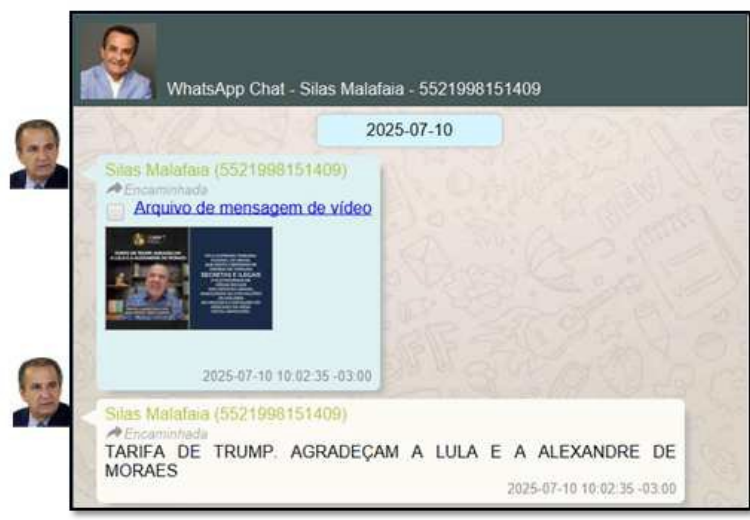 WhatsApp Chat - Silas Malafaia - 5521998151409
2025-07-10
Silas Malafaia (5521998151409)
Encaminhada
Arquivo de mensagem de vídeo
SECRETAS E ILEGAIS
2025-07-10 10:02:35 -03:00
Silas Malafaia (5521998151409)
Encaminhada
TARIFA DE TRUMP. AGRADEÇAM A LULA E A ALEXANDRE DE
MORAES
2025-07-10 10:02:35 -03:00